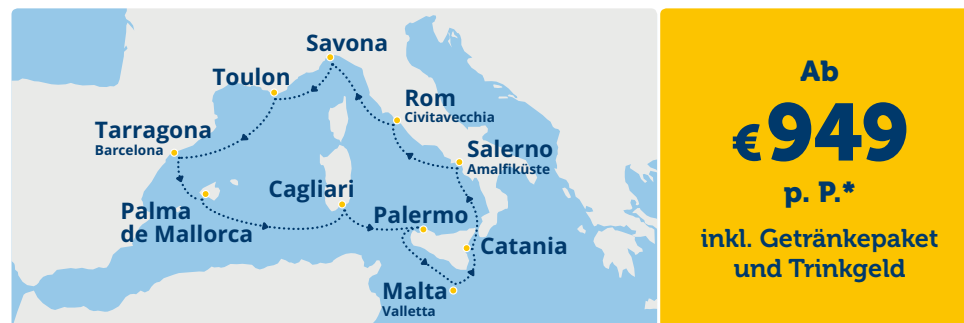 Savona
Toulon
Rom
Civitavecchia
Tarragona
Barcelona
Salerno
Amalfiküste
Cagliari
Palma
de Mallorca
Palermo
Catania
Malta
Valletta
Ab
€ 949
p. P.*
inkl. Getränkepaket
und Trinkgeld